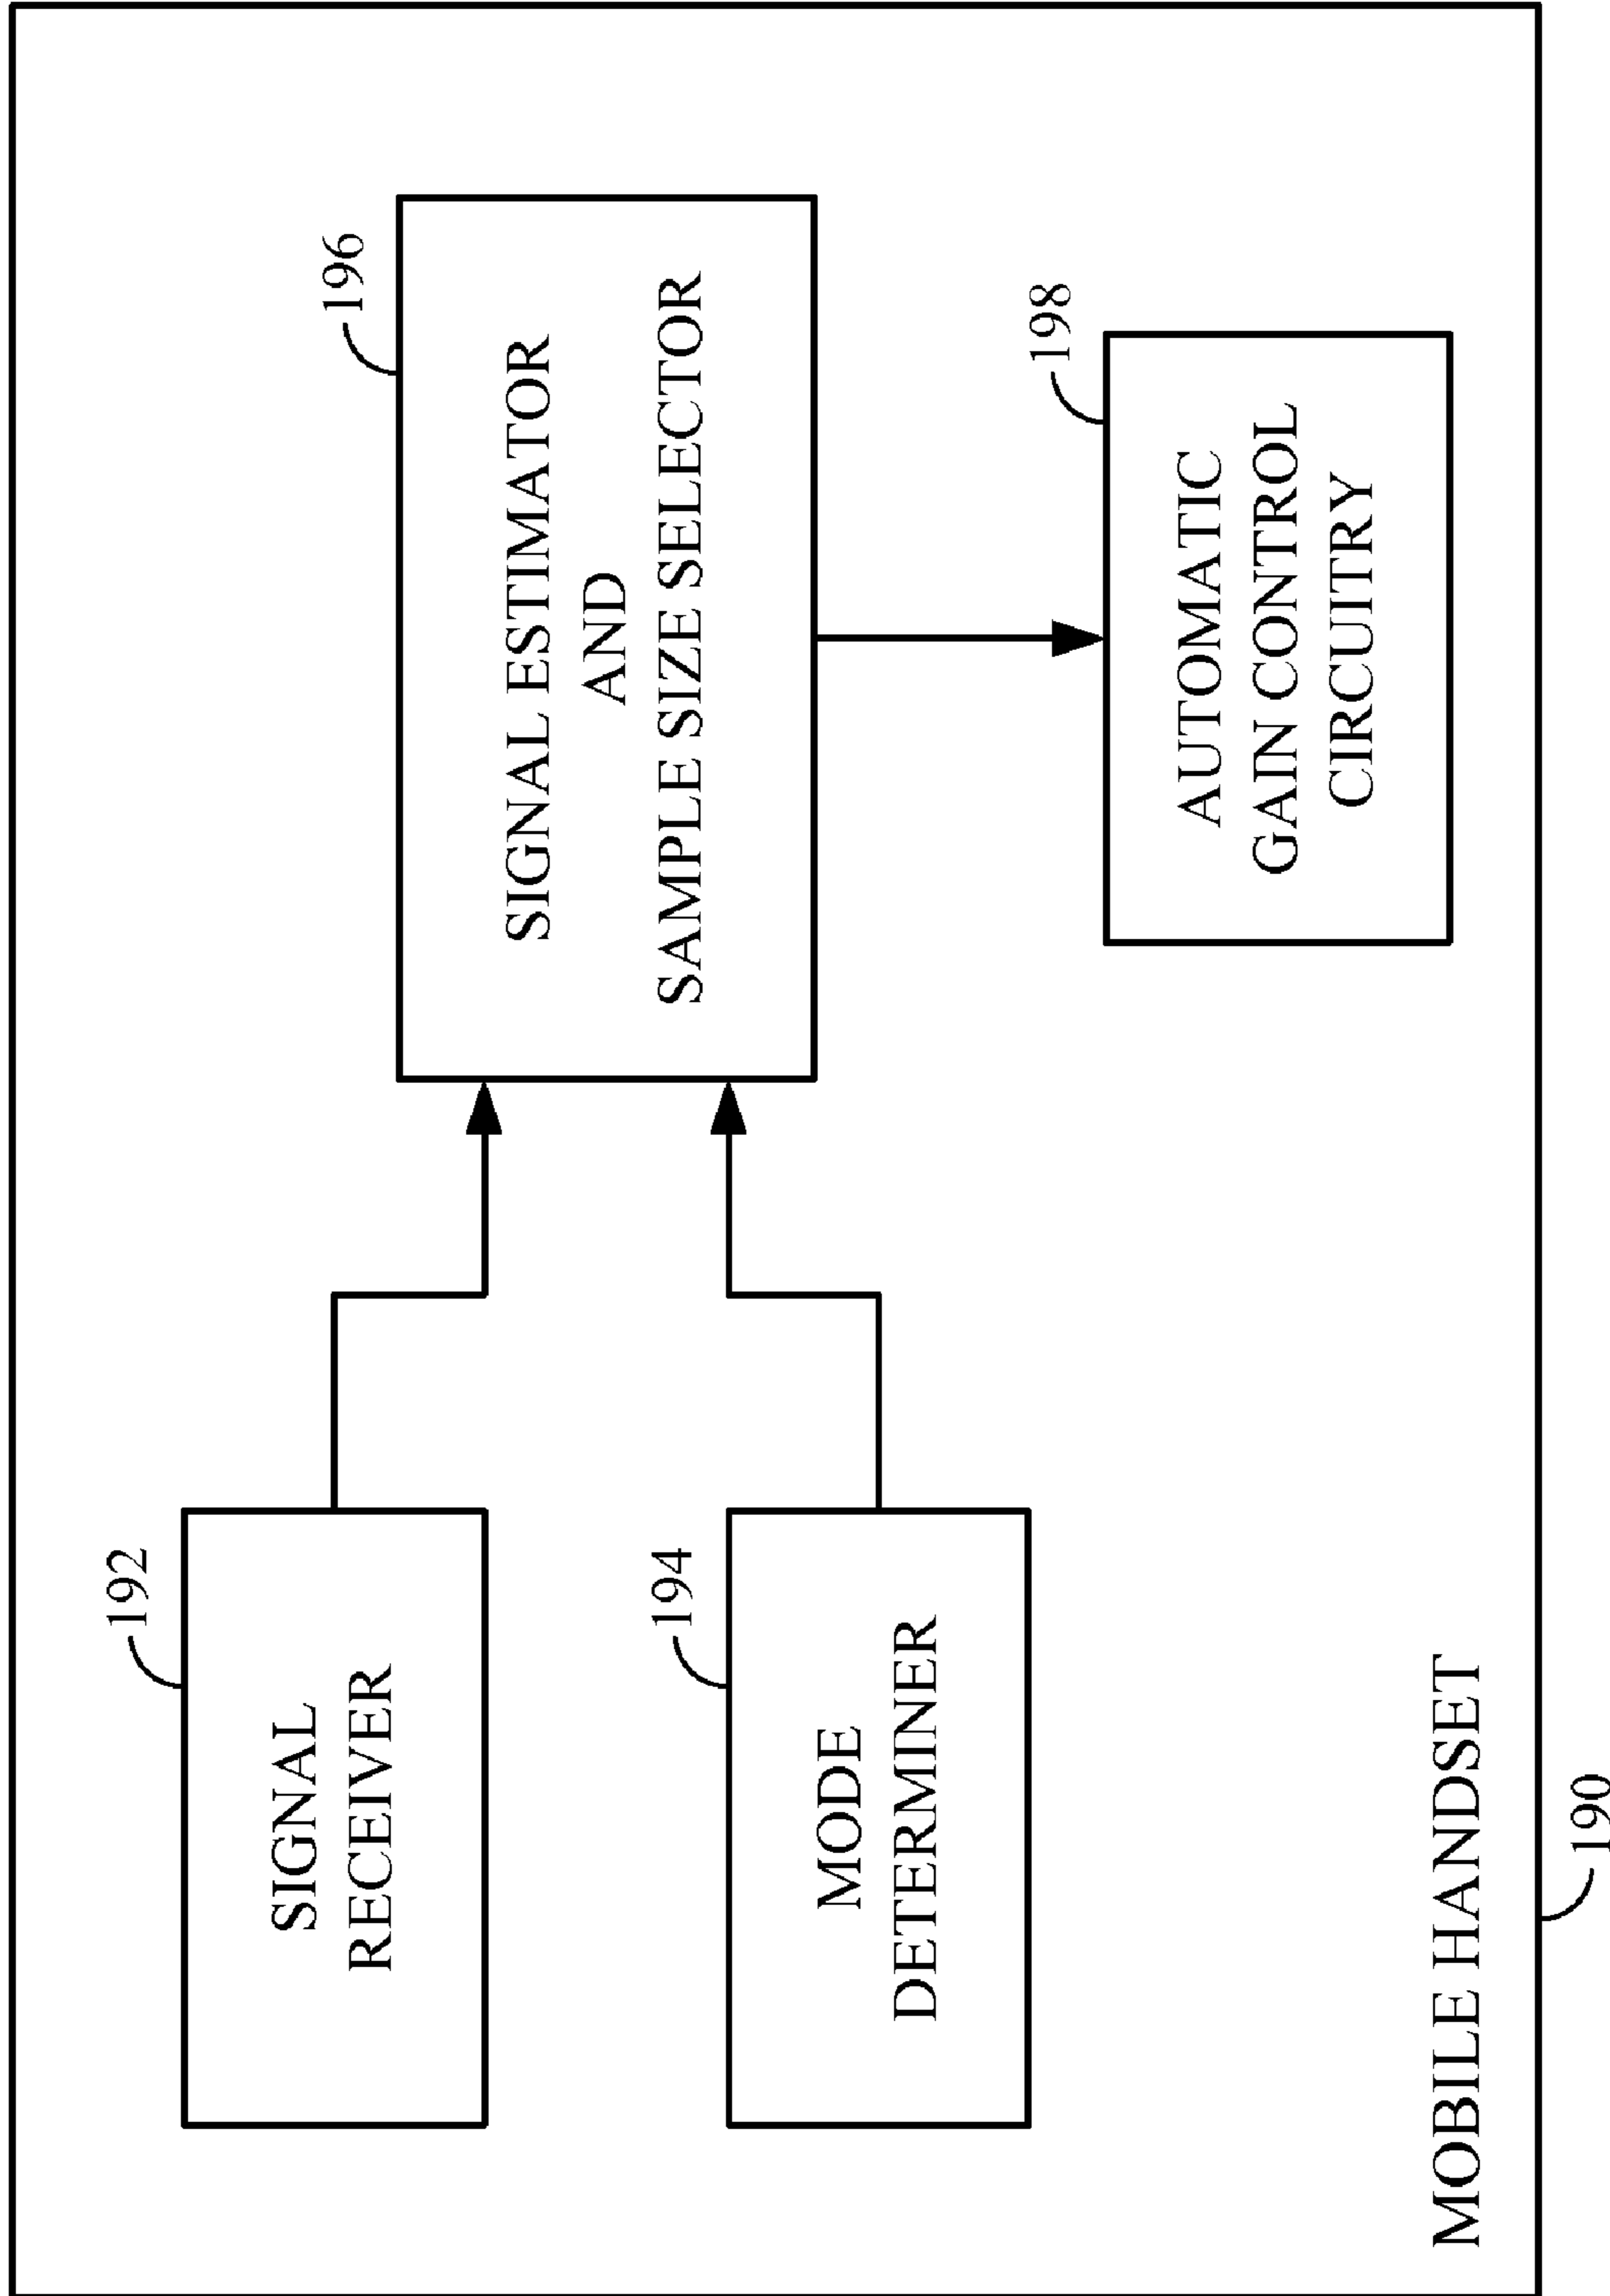 192
SIGNAL
RECEIVER
194
MODE
DETERMINER
196
SIGNAL ESTIMATOR
AND
SAMPLE SIZE SELECTOR
198
AUTOMATIC
GAIN CONTROL
CIRCUITRY
MOBILE HANDSET
190